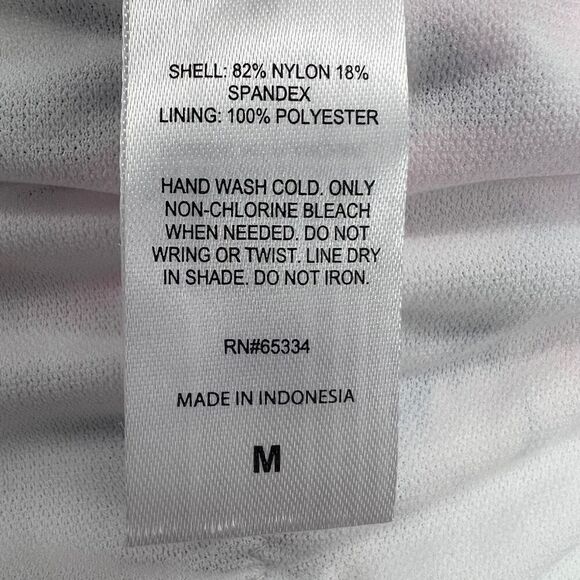 SHELL: 82% NYLON 18%
SPANDEX
LINING: 100% POLYESTER
HAND WASH COLD. ONLY
NON-CHLORINE BLEACH
WHEN NEEDED. DO NOT
WRING OR TWIST. LINE DRY
IN SHADE. DO NOT IRON.
RN#65334
MADE IN INDONESIA
M